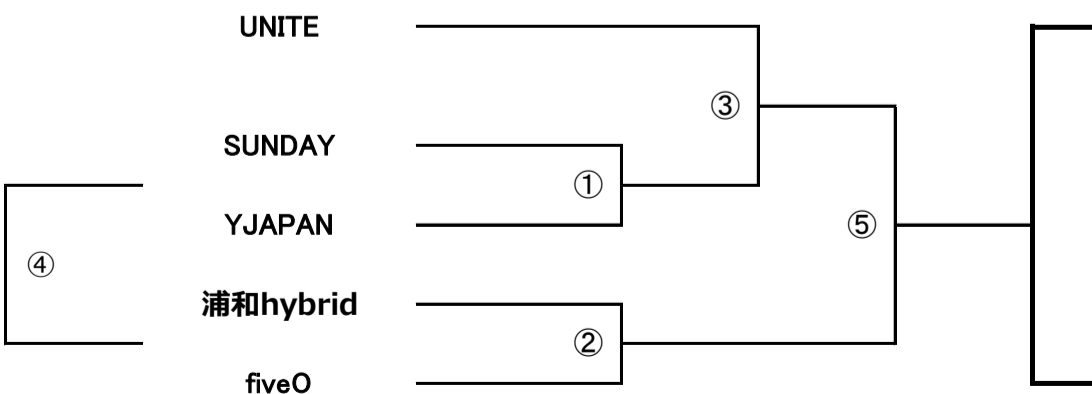 UNITE
③
SUNDAY
①
YJAPAN
⑤
④
浦和hybrid
②
fiveO